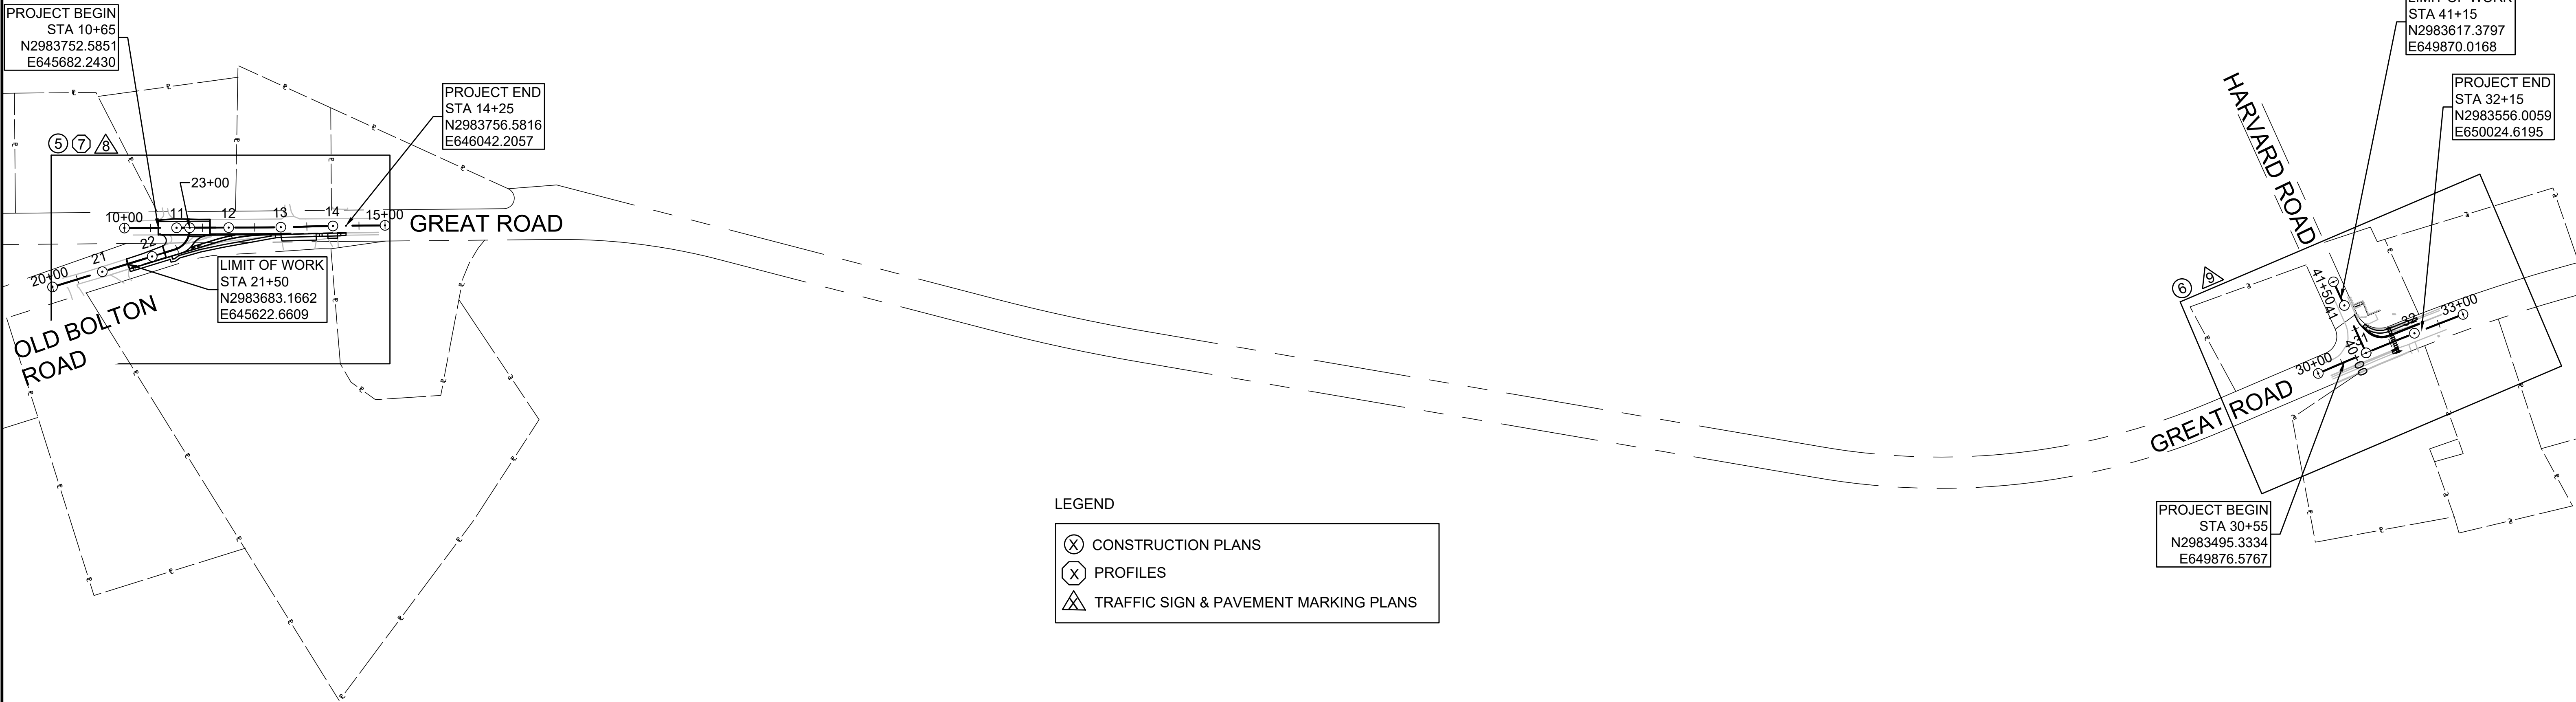 PROJECT BEGIN
STA 10+65
N2983752.5851
E645682.2430
PROJECT END
STA 14+25
N2983756.5816
E646042.2057
5 7 8
23+00
10+00 11 12 13 14 15+00
GREAT ROAD
20+00 21 22
LIMIT OF WORK
STA 21+50
N2983683.1662
E645622.6609
OLD BOLTON
ROAD
LIMIT OF WORK
STA 41+15
N2983617.3797
E649870.0168
PROJECT END
STA 32+15
N2983556.0059
E650024.6195
HARVARD ROAD
6 9
41+50
41
40+00
30+00 31 32 33+00
GREAT ROAD
PROJECT BEGIN
STA 30+55
N2983495.3334
E649876.5767
LEGEND
X CONSTRUCTION PLANS
X PROFILES
X TRAFFIC SIGN & PAVEMENT MARKING PLANS